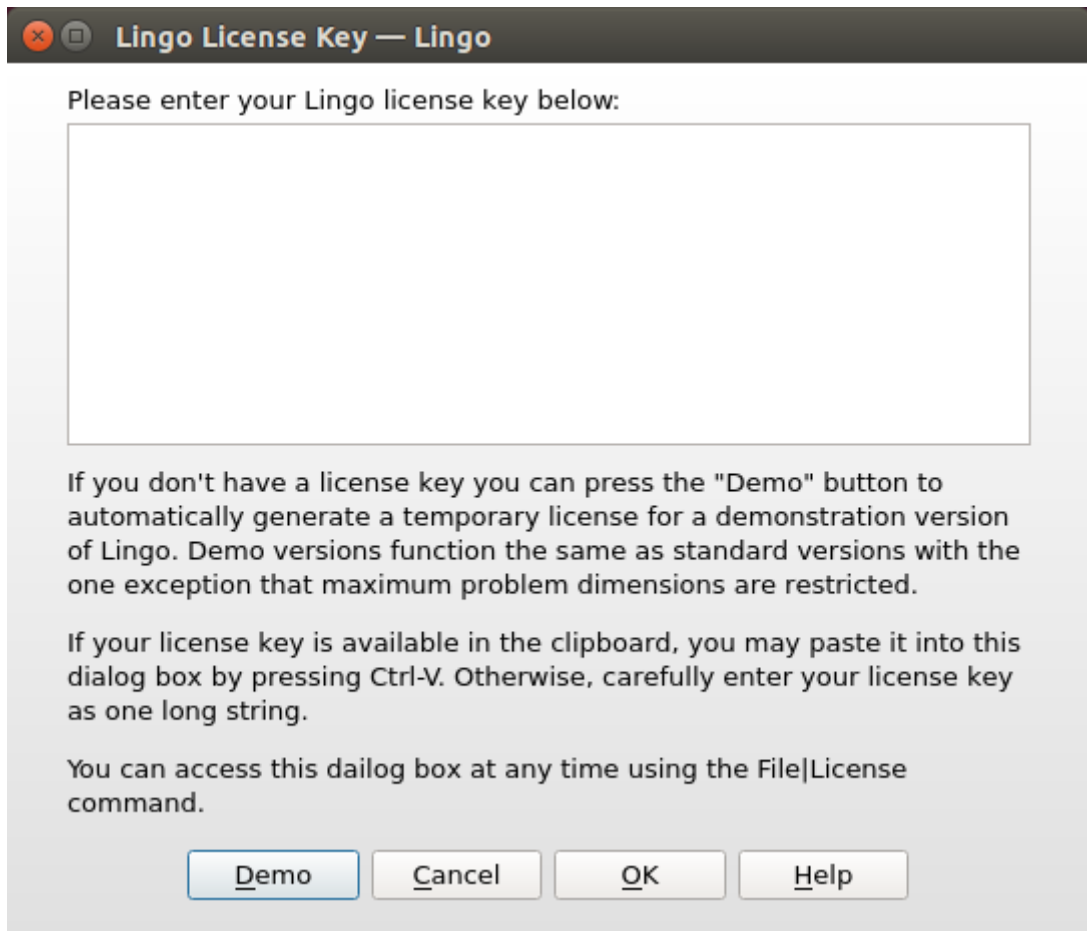 Lingo License Key — Lingo
Please enter your Lingo license key below:
If you don't have a license key you can press the "Demo" button to
automatically generate a temporary license for a demonstration version
of Lingo. Demo versions function the same as standard versions with the
one exception that maximum problem dimensions are restricted.
If your license key is available in the clipboard, you may paste it into this
dialog box by pressing Ctrl-V. Otherwise, carefully enter your license key
as one long string.
You can access this dailog box at any time using the File|License
command.
Demo Cancel OK Help